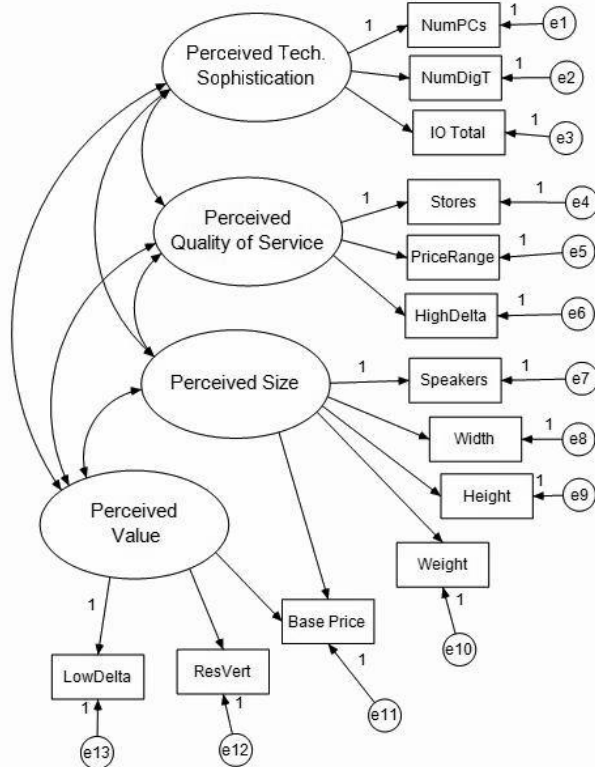 Perceived Tech.
Sophistication
1
NumPCs
1
e1
NumDigT
1
e2
IO Total
1
e3
Perceived
Quality of Service
1
Stores
1
e4
PriceRange
1
e5
HighDelta
1
e6
Perceived Size
1
Speakers
1
e7
Width
1
e8
Height
1
e9
Weight
1
e10
Perceived
Value
1
Base Price
1
e11
LowDelta
1
e13
ResVert
1
e12